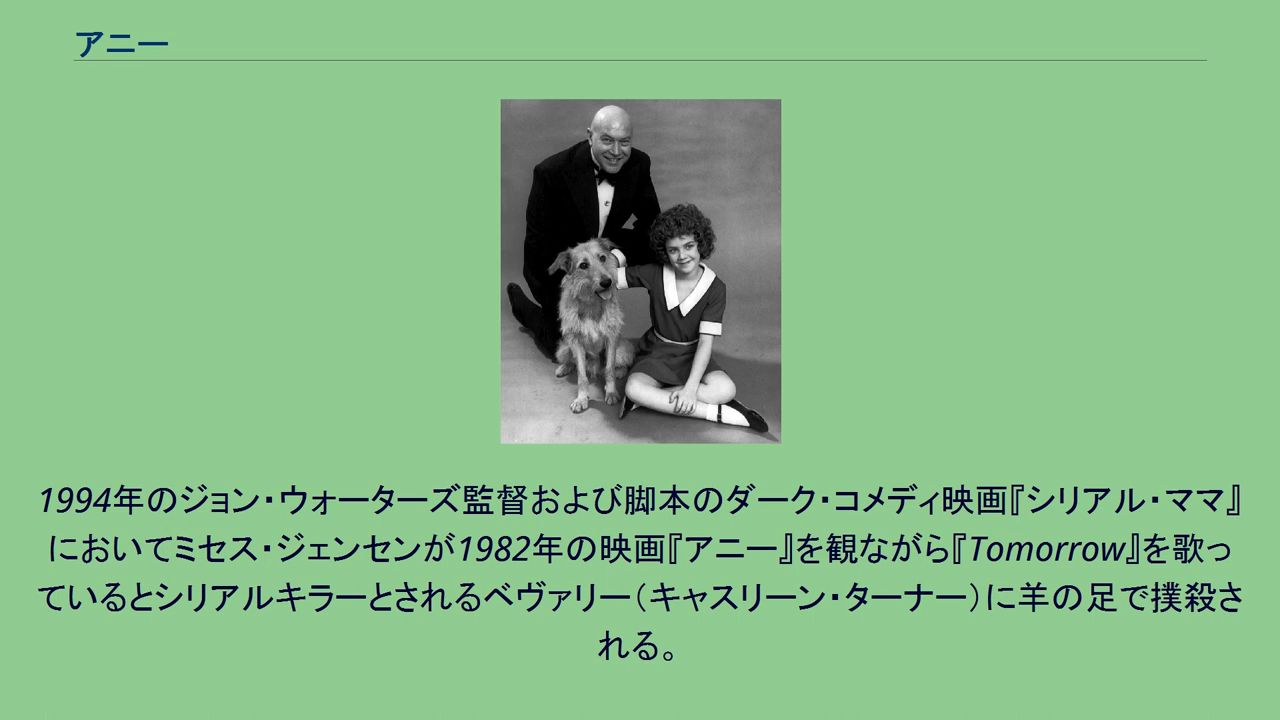 アニー
1994年のジョン・ウォーターズ監督および脚本のダーク・コメディ映画『シリアル・ママ』
においてミセス・ジェンセンが1982年の映画『アニー』を観ながら『Tomorrow』を歌っ
ているとシリアルキラーとされるベヴァリー（キャスリーン・ターナー）に羊の足で撲殺さ
れる。